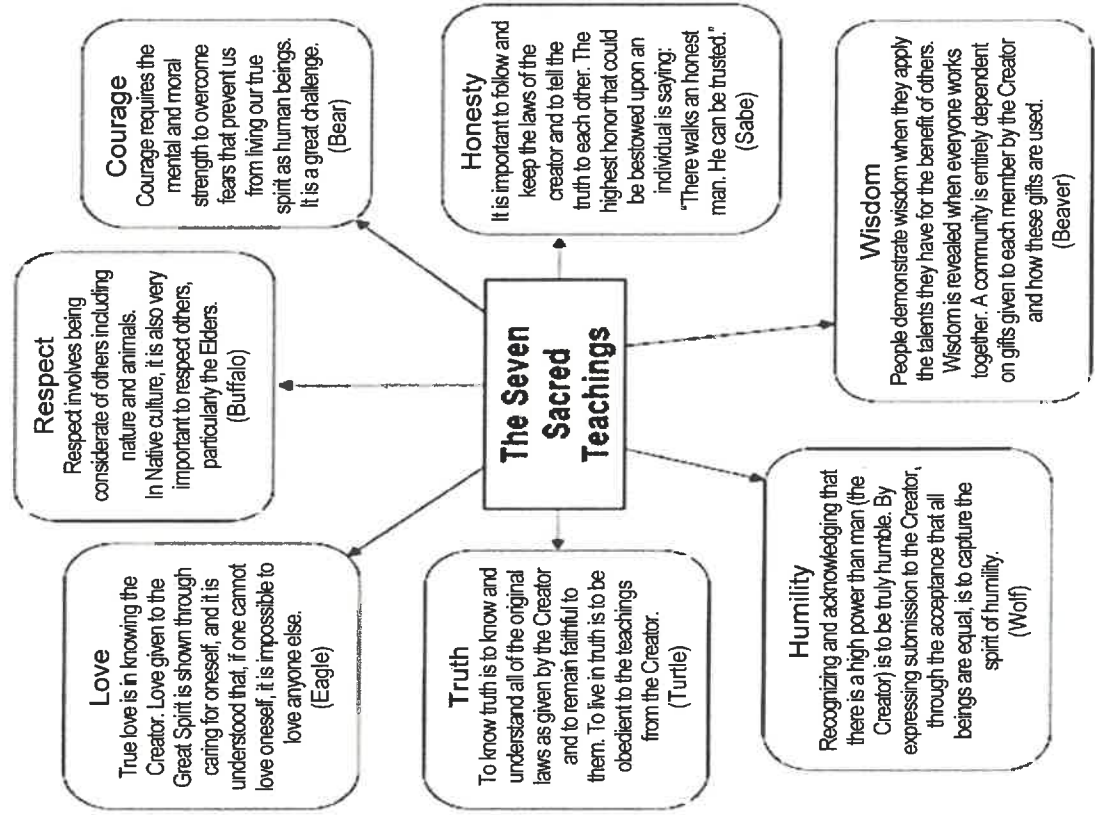 The Seven
Sacred
Teachings
Love
True love is in knowing the
Creator. Love given to the
Great Spirit is shown through
caring for oneself, and it is
understood that, if one cannot
love oneself, it is impossible to
love anyone else.
(Eagle)
Respect
Respect involves being
considerate of others including
nature and animals.
In Native culture, it is also very
important to respect others,
particularly the Elders.
(Buffalo)
Courage
Courage requires the
mental and moral
strength to overcome
fears that prevent us
from living our true
spirit as human beings.
It is a great challenge.
(Bear)
Truth
To know truth is to know and
understand all of the original
laws as given by the Creator
and to remain faithful to
them. To live in truth is to be
obedient to the teachings
from the Creator.
(Turtle)
Honesty
It is important to follow and
keep the laws of the
creator and to tell the
truth to each other. The
highest honor that could
be bestowed upon an
individual is saying:
"There walks an honest
man. He can be trusted."
(Sabe)
Humility
Recognizing and acknowledging that
there is a high power than man (the
Creator) is to be truly humble. By
expressing submission to the Creator,
through the acceptance that all
beings are equal, is to capture the
spirit of humility.
(Wolf)
Wisdom
People demonstrate wisdom when they apply
the talents they have for the benefit of others.
Wisdom is revealed when everyone works
together. A community is entirely dependent
on gifts given to each member by the Creator
and how these gifts are used.
(Beaver)